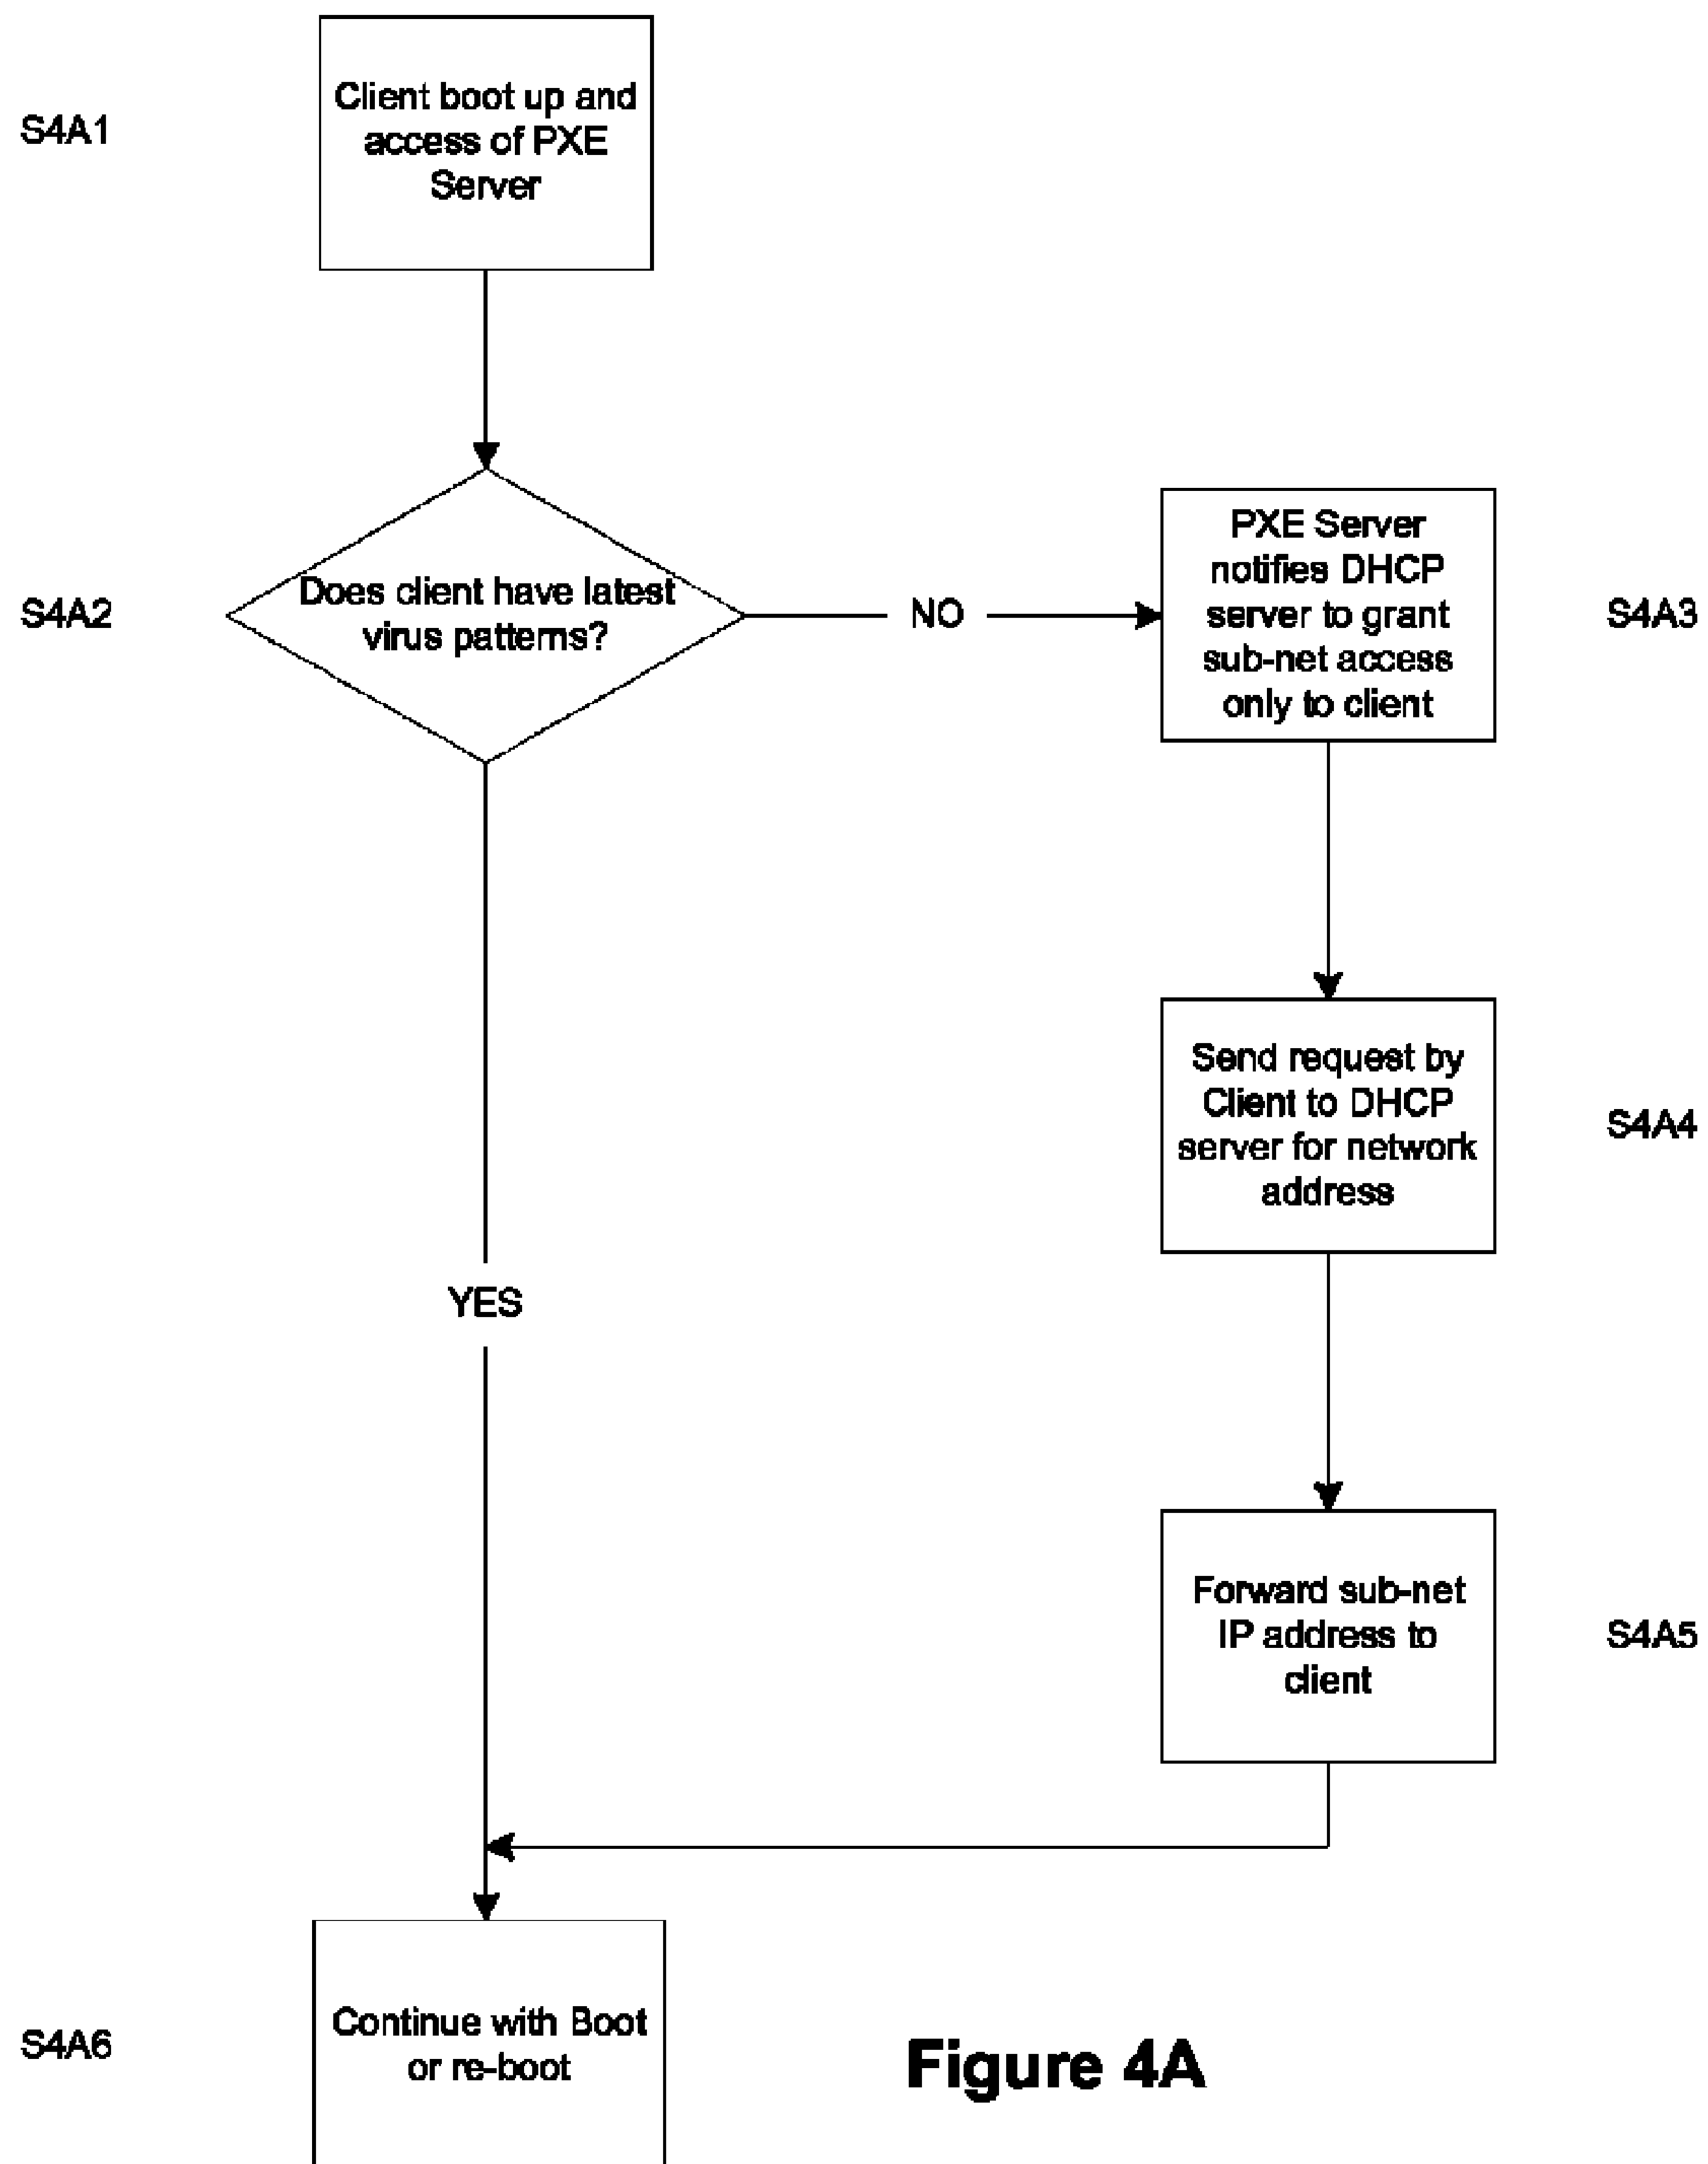 S4A1
Client boot up and
access of PXE
Server
S4A2
Does client have latest
virus patterns?
NO
PXE Server
notifies DHCP
server to grant
sub-net access
only to client
S4A3
Send request by
Client to DHCP
server for network
address
S4A4
YES
Forward sub-net
IP address to
client
S4A5
S4A6
Continue with Boot
or re-boot
Figure 4A